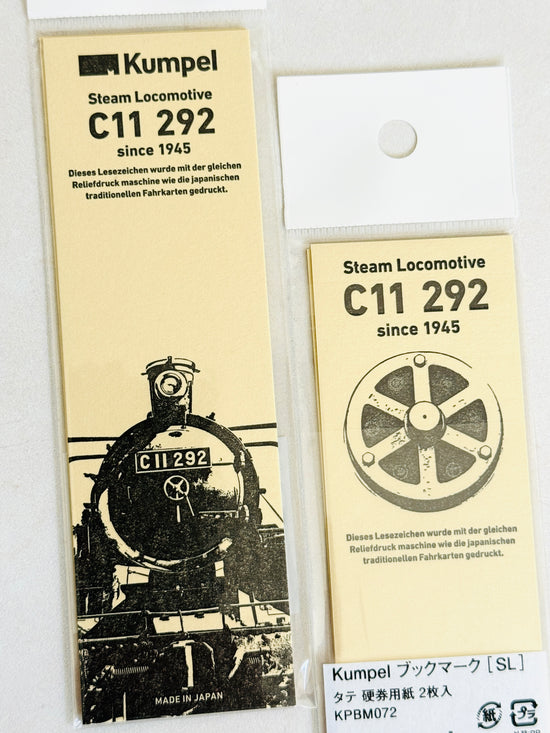 Kumpel
Steam Locomotive
C11 292
since 1945
Dieses Lesezeichen wurde mit der gleichen
Reliefdruck maschine wie die japanischen
traditionellen Fahrkarten gedruckt.
C11 292
MADE IN JAPAN
Steam Locomotive
C11 292
since 1945
Dieses Lesezeichen wurde mit der gleichen
Reliefdruck maschine wie die japanischen
traditionellen Fahrkarten gedruckt.
Kumpel ブックマーク [SL]
タテ 硬券用紙 2枚入
KPBM072
紙
プラ